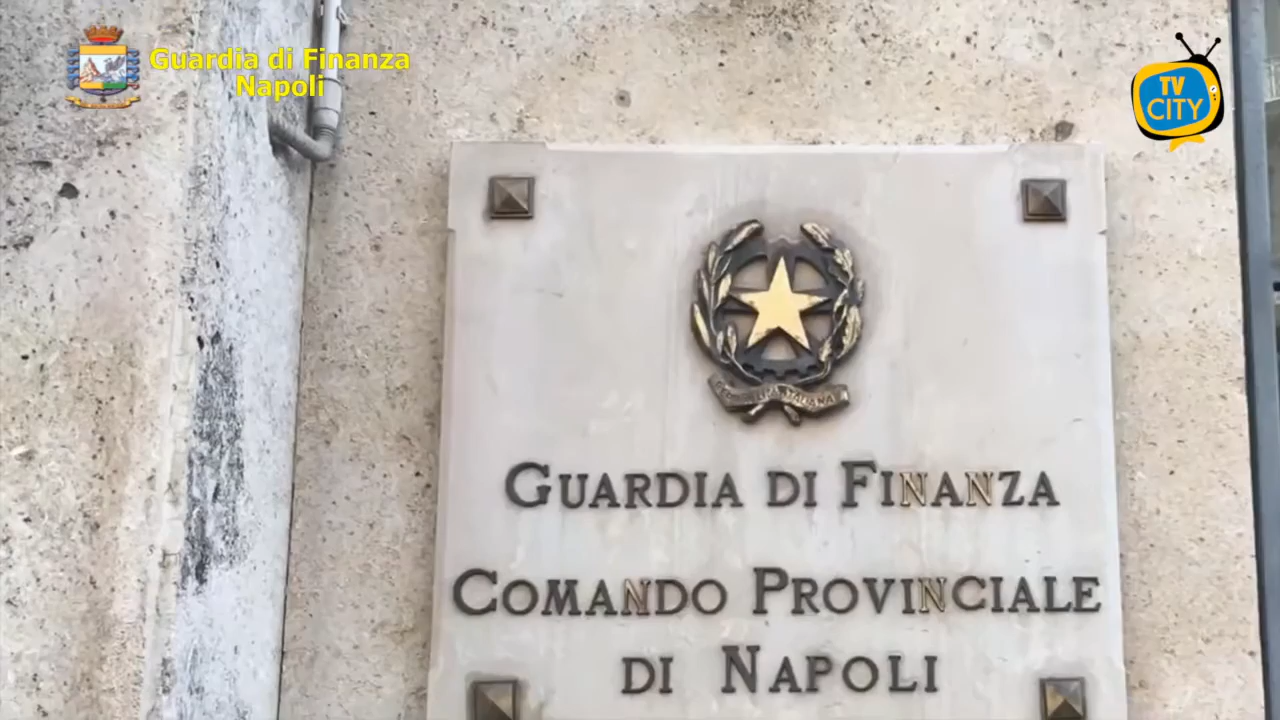 Guardia di Finanza
Napoli
TV
CITY
GUARDIA DI FINANZA
COMANDO PROVINCIALE
DI NAPOLI